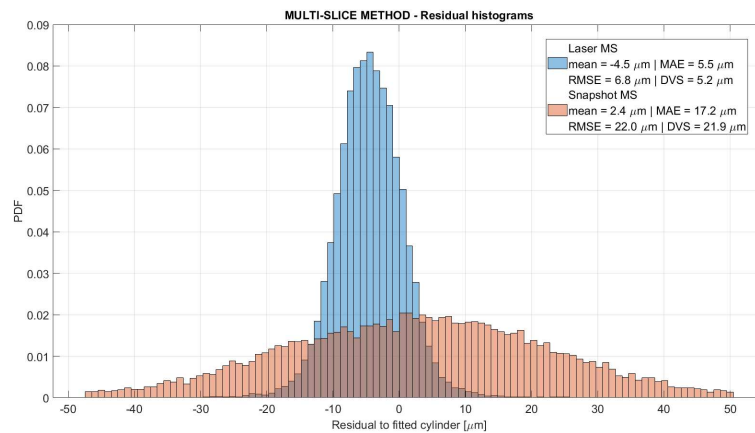 MULTI-SLICE METHOD - Residual histograms
Laser MS
mean = -4.5 μm | MAE = 5.5 μm
RMSE = 6.8 μm | DVS = 5.2 μm
Snapshot MS
mean = 2.4 μm | MAE = 17.2 μm
RMSE = 22.0 μm | DVS = 21.9 μm
PDF
0.09
0.08
0.07
0.06
0.05
0.04
0.03
0.02
0.01
0
-50 -40 -30 -20 -10 0 10 20 30 40 50
Residual to fitted cylinder [μm]